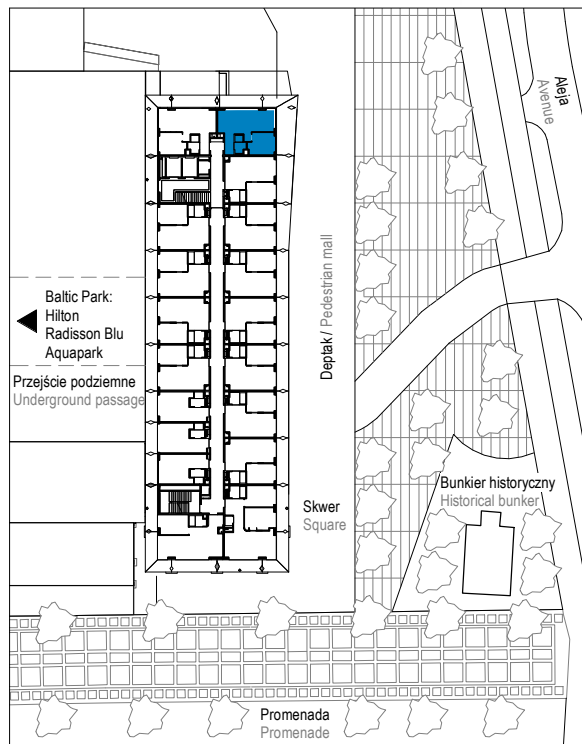 Aleja
Avenue
Baltic Park:
Hilton
Radisson Blu
Aquapark
Deptak / Pedestrian mall
Przejście podziemne
Underground passage
Bunkier historyczny
Historical bunker
Skwer
Square
Promenada
Promenade